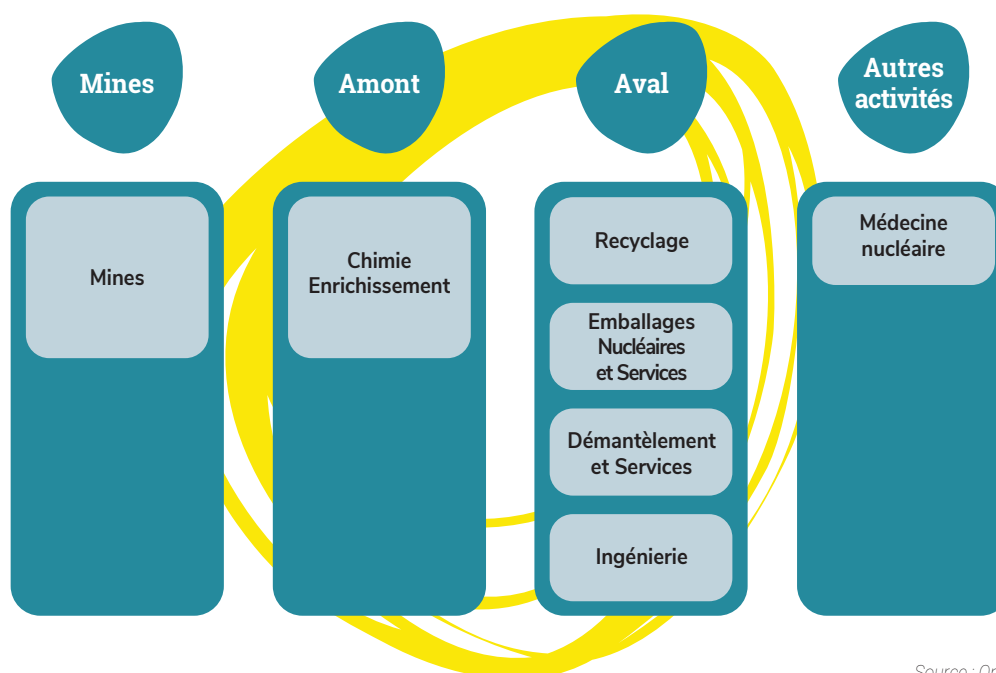 Mines
Amont
Aval
Autres
activités
Mines
Chimie
Enrichissement
Recyclage
Emballages
Nucléaires
et Services
Démantèlement
et Services
Ingénierie
Médecine
nucléaire
Source :